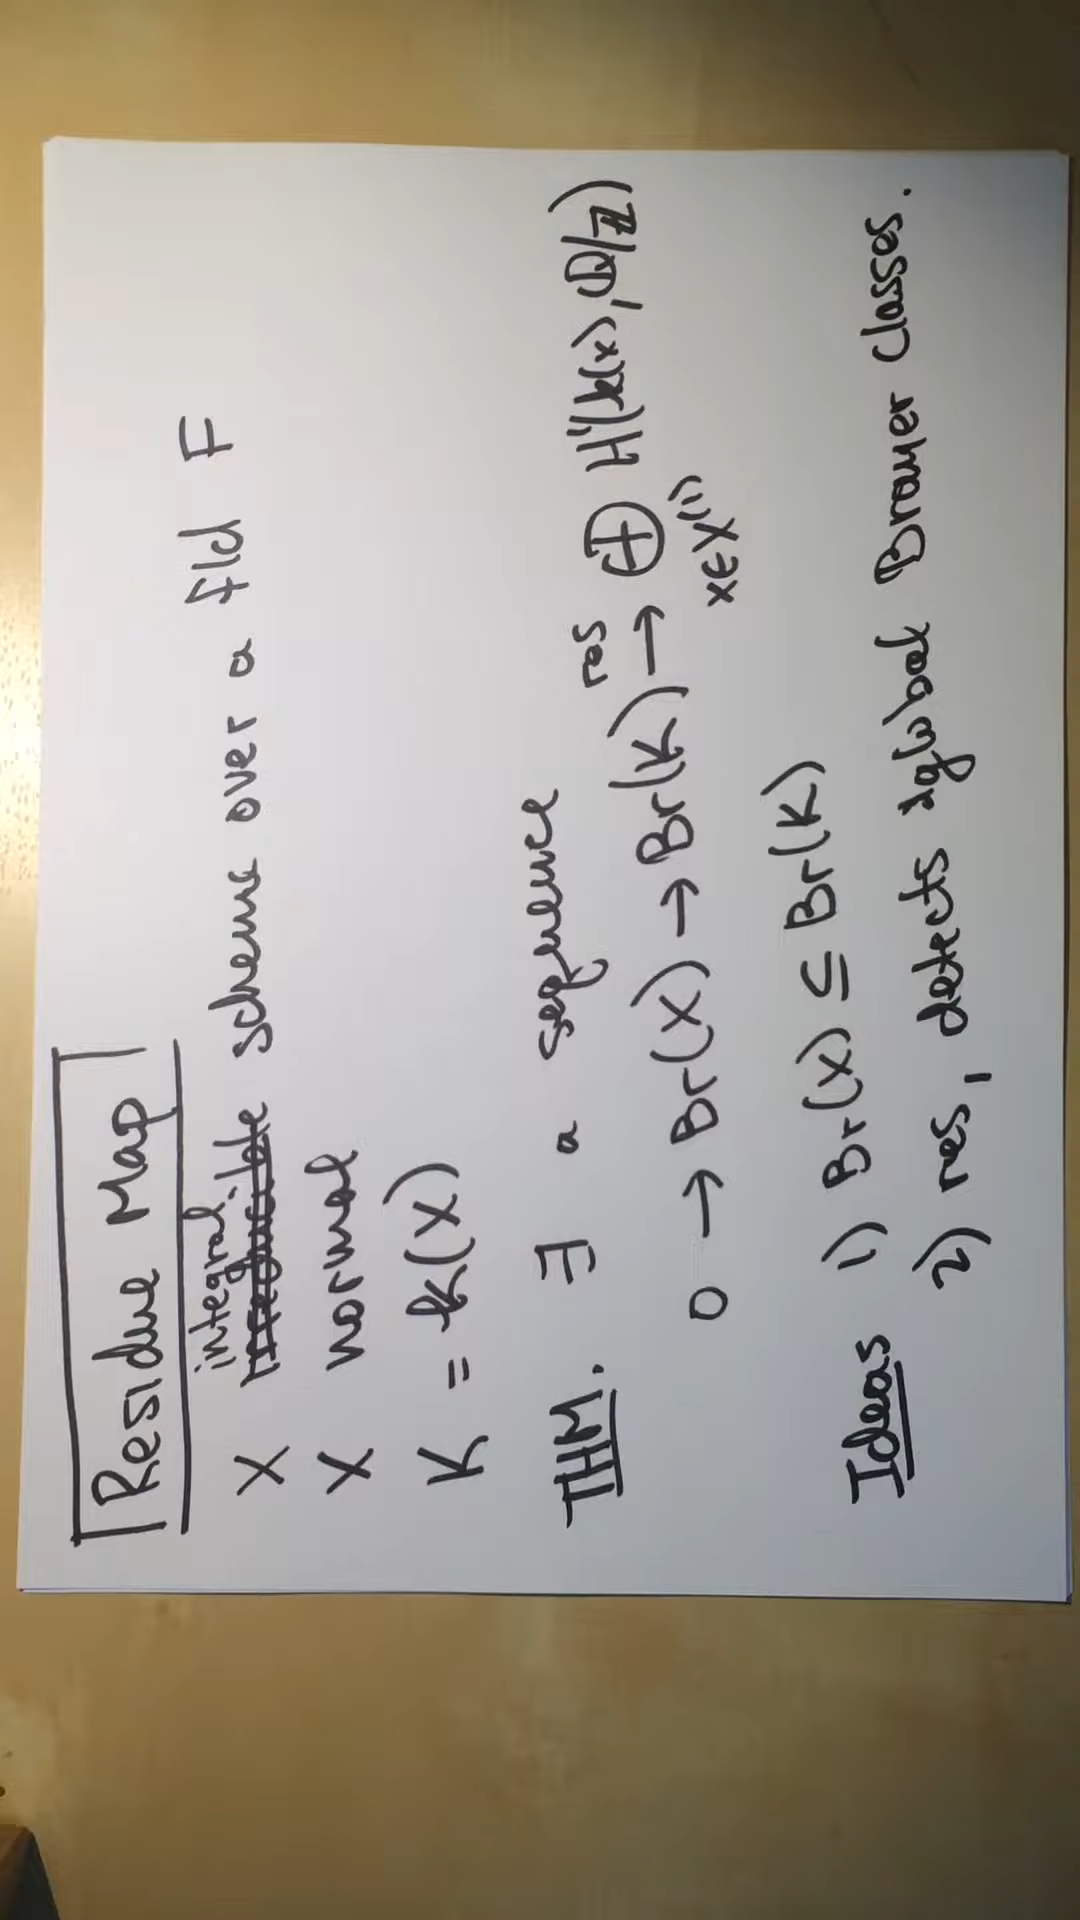 Residue Map
integral
X scheme over a fld F
X normal
K = k(X)
THM. ∃ a sequence
0 → Br(X) → Br(K) →res ⊕ H¹(k(x), Q/Z)
x∈X⁽¹⁾
Ideas 1) Br(X) ⊆ Br(K)
2) res, detects global Brauer classes.